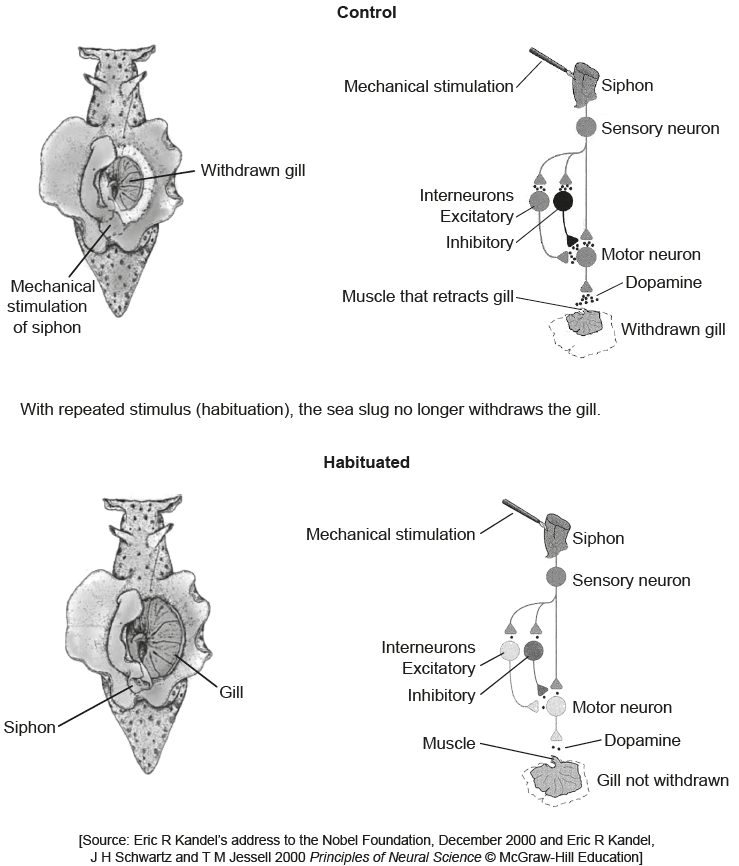 Control
Mechanical stimulation
Siphon
Sensory neuron
Withdrawn gill
Interneurons
Excitatory
Inhibitory
Motor neuron
Mechanical
stimulation
of siphon
Dopamine
Muscle that retracts gill
Withdrawn gill
With repeated stimulus (habituation), the sea slug no longer withdraws the gill.
Habituated
Mechanical stimulation
Siphon
Sensory neuron
Interneurons
Excitatory
Inhibitory
Gill
Motor neuron
Siphon
Muscle
Dopamine
Gill not withdrawn
[Source: Eric R Kandel’s address to the Nobel Foundation, December 2000 and Eric R Kandel,
J H Schwartz and T M Jessell 2000 Principles of Neural Science © McGraw-Hill Education]